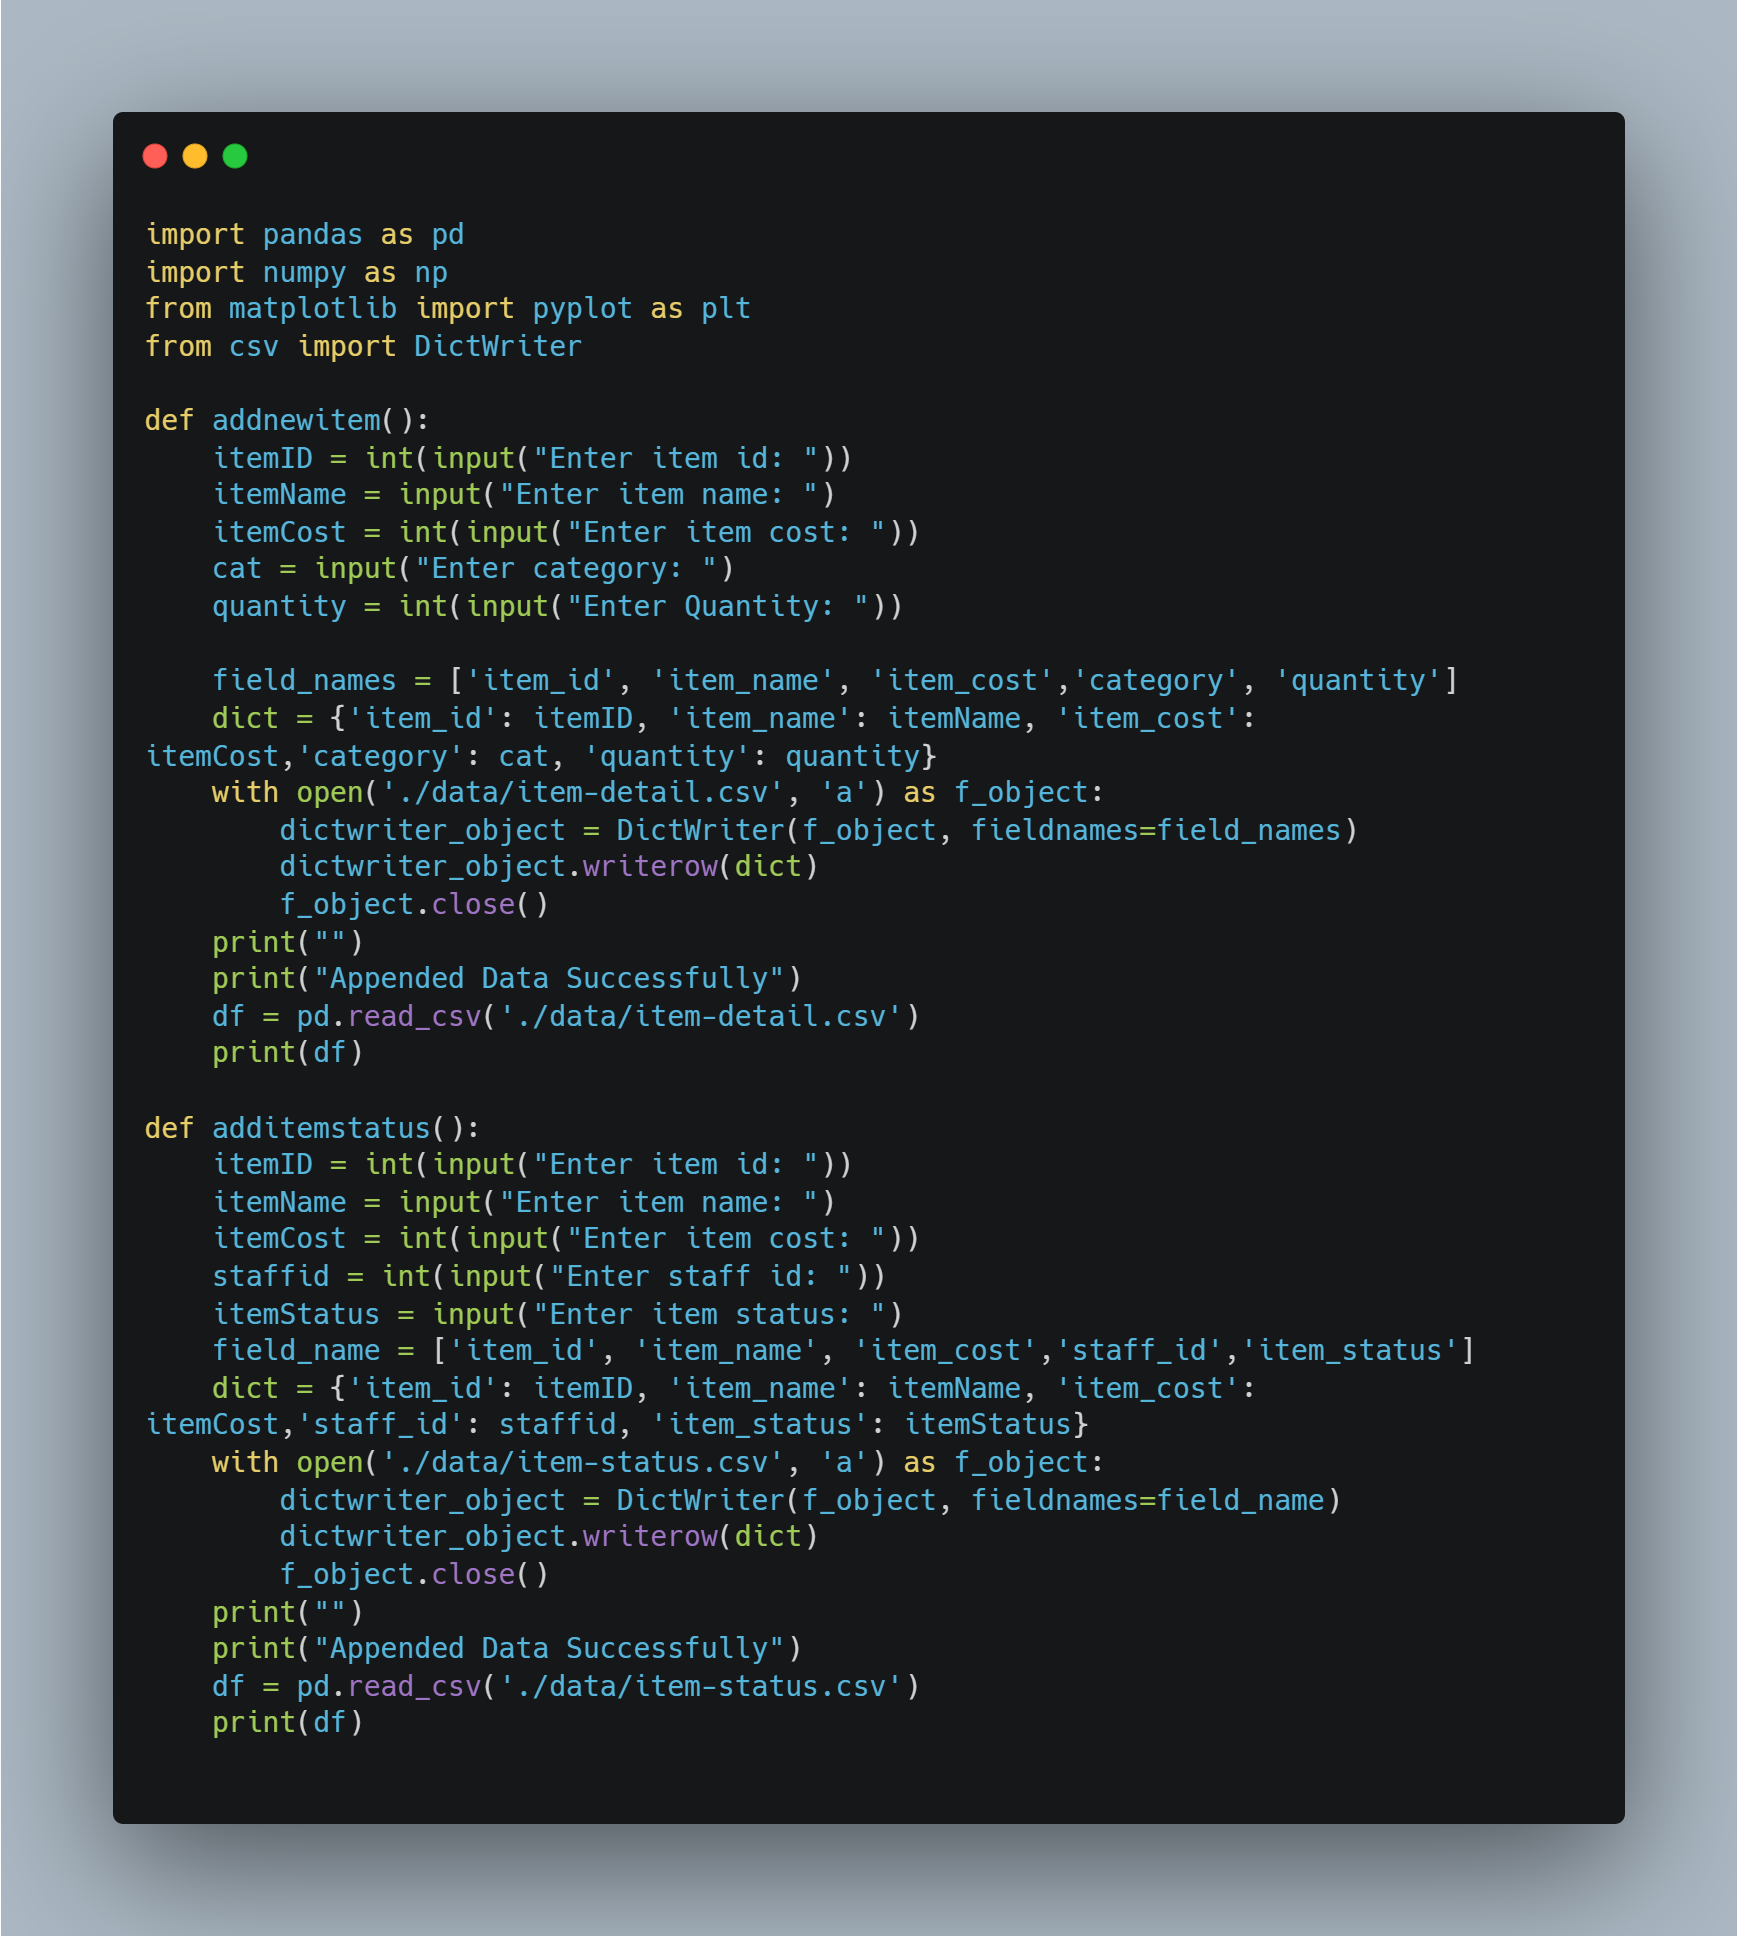 import pandas as pd
import numpy as np
from matplotlib import pyplot as plt
from csv import DictWriter

def addnewitem():
    itemID = int(input("Enter item id: "))
    itemName = input("Enter item name: ")
    itemCost = int(input("Enter item cost: "))
    cat = input("Enter category: ")
    quantity = int(input("Enter Quantity: "))

    field_names = ['item_id', 'item_name', 'item_cost','category', 'quantity']
    dict = {'item_id': itemID, 'item_name': itemName, 'item_cost':
itemCost,'category': cat, 'quantity': quantity}
    with open('./data/item-detail.csv', 'a') as f_object:
        dictwriter_object = DictWriter(f_object, fieldnames=field_names)
        dictwriter_object.writerow(dict)
        f_object.close()
    print("")
    print("Appended Data Successfully")
    df = pd.read_csv('./data/item-detail.csv')
    print(df)

def additemstatus():
    itemID = int(input("Enter item id: "))
    itemName = input("Enter item name: ")
    itemCost = int(input("Enter item cost: "))
    staffid = int(input("Enter staff id: "))
    itemStatus = input("Enter item status: ")
    field_name = ['item_id', 'item_name', 'item_cost','staff_id','item_status']
    dict = {'item_id': itemID, 'item_name': itemName, 'item_cost':
itemCost,'staff_id': staffid, 'item_status': itemStatus}
    with open('./data/item-status.csv', 'a') as f_object:
        dictwriter_object = DictWriter(f_object, fieldnames=field_name)
        dictwriter_object.writerow(dict)
        f_object.close()
    print("")
    print("Appended Data Successfully")
    df = pd.read_csv('./data/item-status.csv')
    print(df)